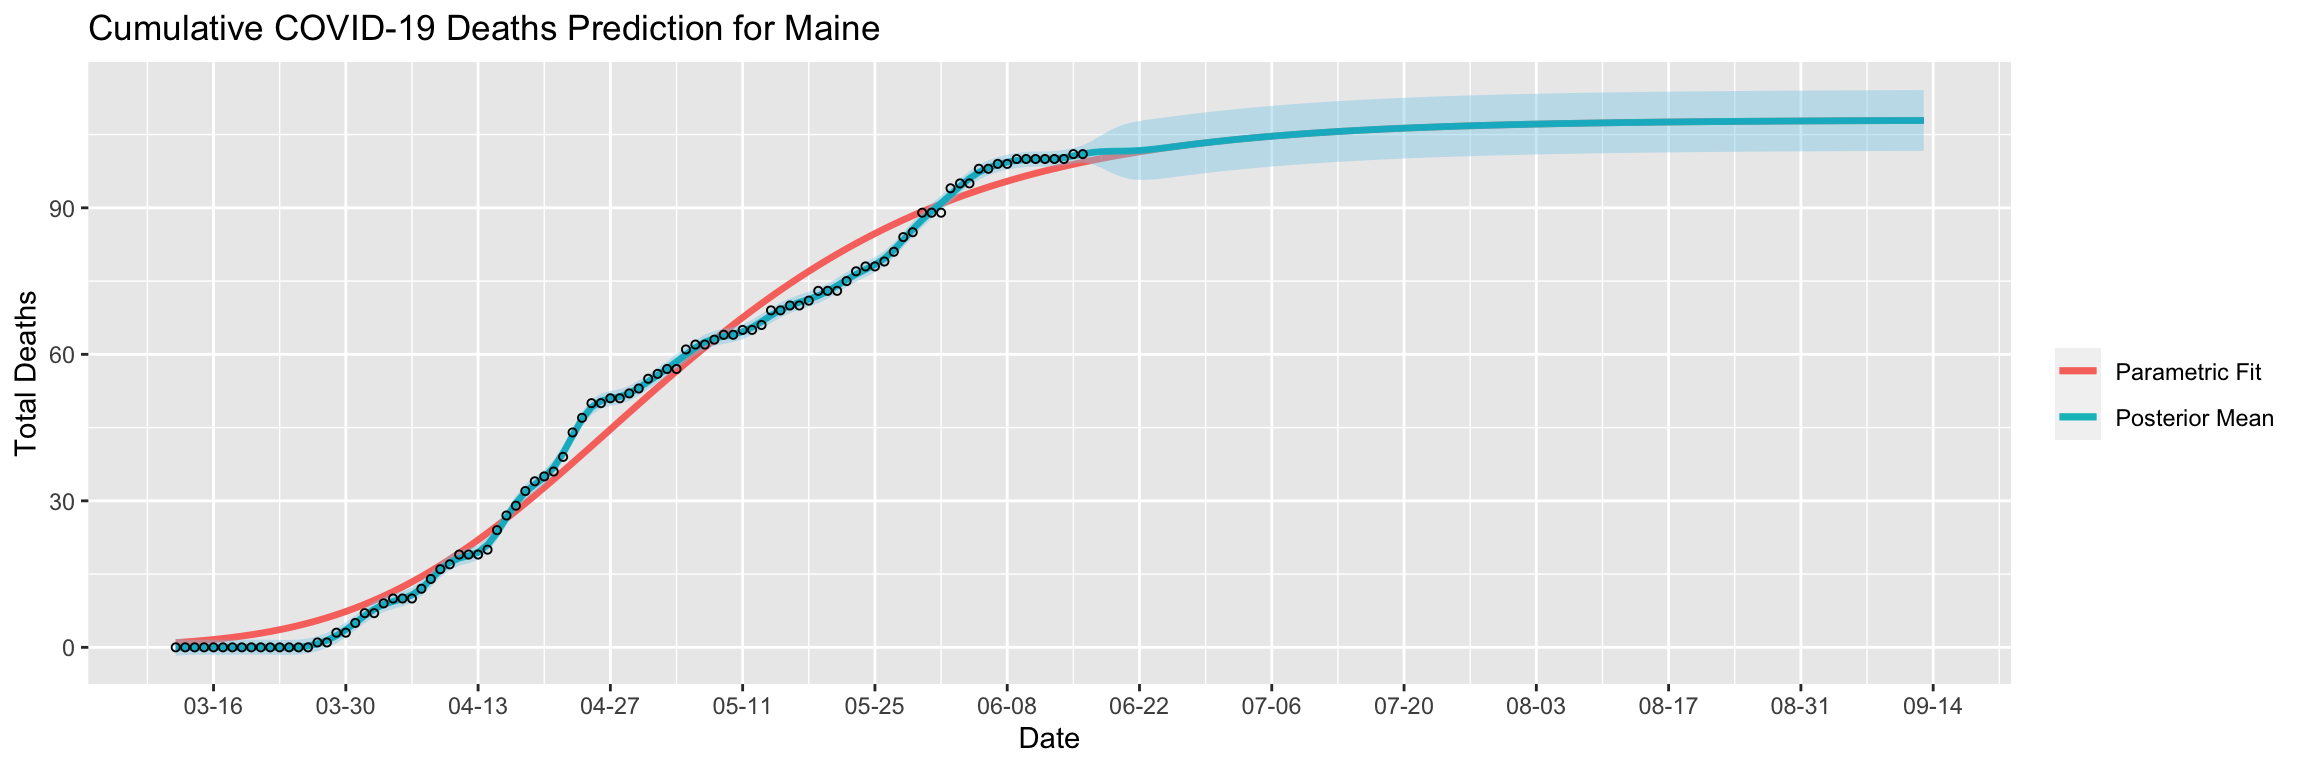 Cumulative COVID-19 Deaths Prediction for Maine
Total Deaths
90
60
30
0
03-16 03-30 04-13 04-27 05-11 05-25 06-08 06-22 07-06 07-20 08-03 08-17 08-31 09-14
Date
Parametric Fit
Posterior Mean